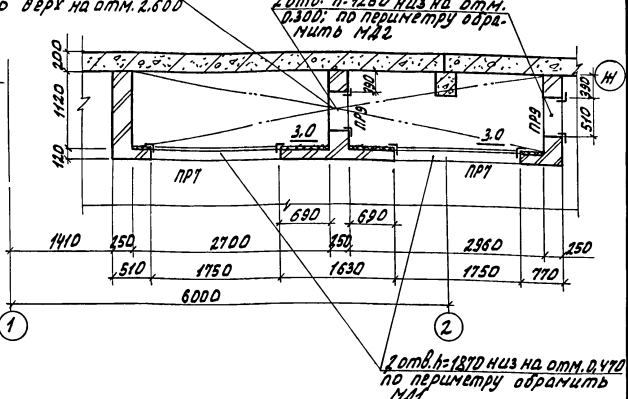 верх на отм. 2.600
2 отв. h=1260 низ на отм.
0.300; по периметру обра-
мить МД2
200
1120
120
390
ПР9
ПР9
390
510
Ж
3.0
3.0
ПР7
ПР7
690
690
1410
250
2700
250
2960
250
510
1750
1630
1750
770
6000
1
2
2 отв. h=1870 низ на отм. 0.470
по периметру обрамить